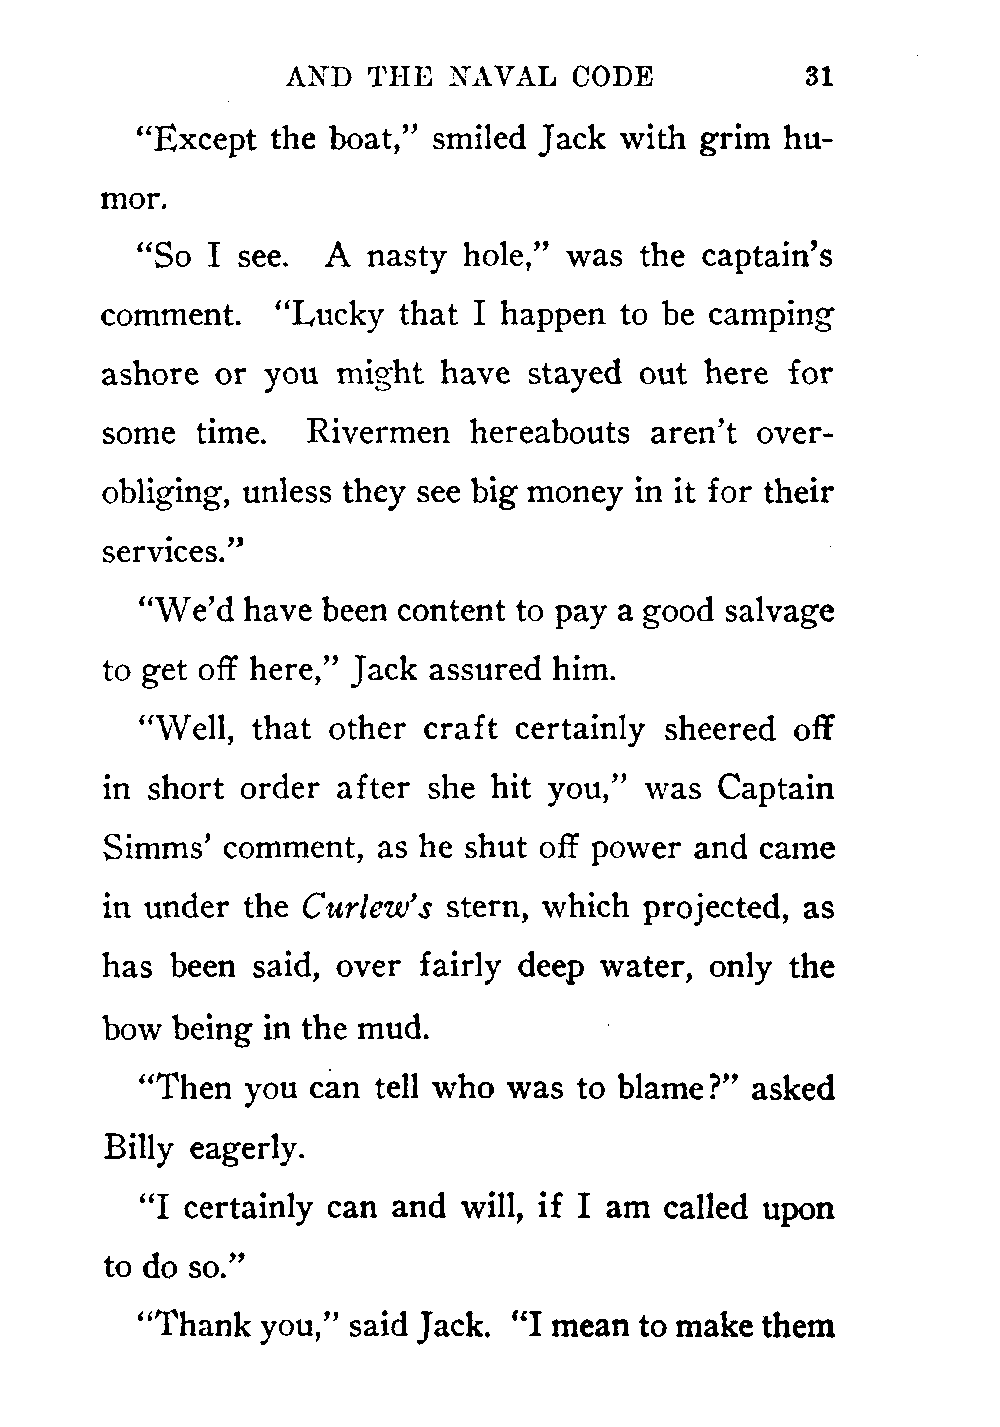 AND THE NAVAL CODE 31
“Except the boat,” smiled Jack with grim hu-
mor.
“So I see. A nasty hole,” was the captain’s
comment. “Lucky that I happen to be camping
ashore or you might have stayed out here for
some time. Rivermen hereabouts aren’t over-
obliging, unless they see big money in it for their
services.”
“We’d have been content to pay a good salvage
to get off here,” Jack assured him.
“Well, that other craft certainly sheered off
in short order after she hit you,” was Captain
Simms’ comment, as he shut off power and came
in under the Curlew’s stern, which projected, as
has been said, over fairly deep water, only the
bow being in the mud.
“Then you can tell who was to blame?” asked
Billy eagerly.
“I certainly can and will, if I am called upon
to do so.”
“Thank you,” said Jack. “I mean to make them